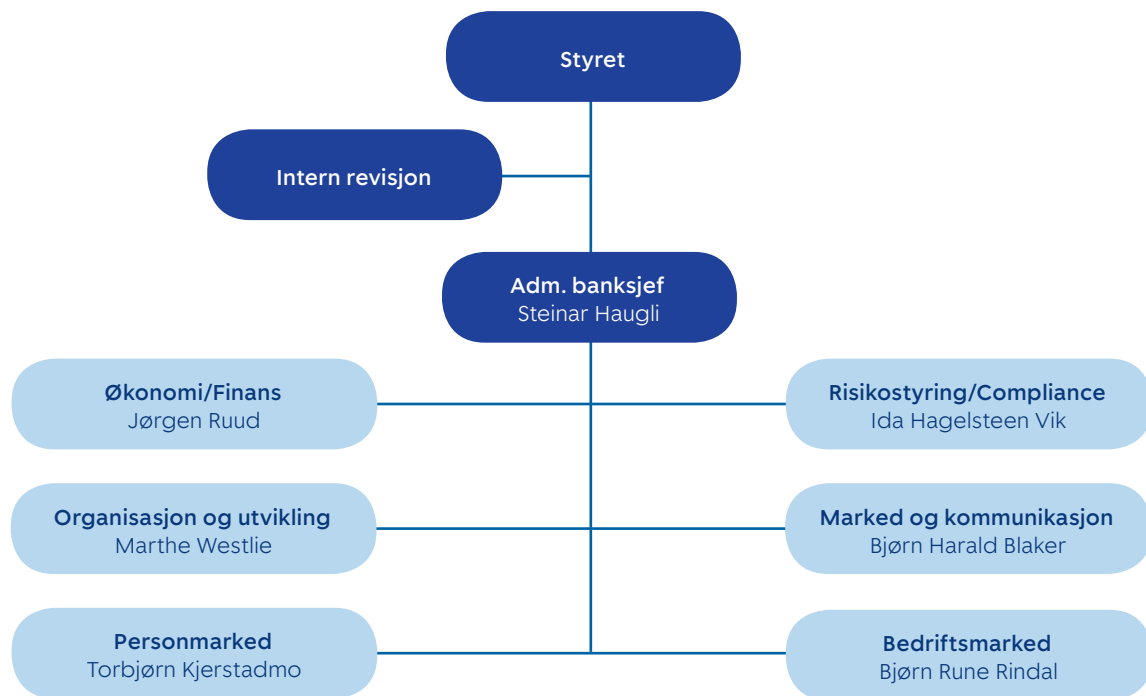 Styret
Intern revisjon
Adm. banksjef
Steinar Haugli
Økonomi/Finans
Jørgen Ruud
Risikostyring/Compliance
Ida Hagelsteen Vik
Organisasjon og utvikling
Marthe Westlie
Marked og kommunikasjon
Bjørn Harald Blaker
Personmarked
Torbjørn Kjerstadmo
Bedriftsmarked
Bjørn Rune Rindal